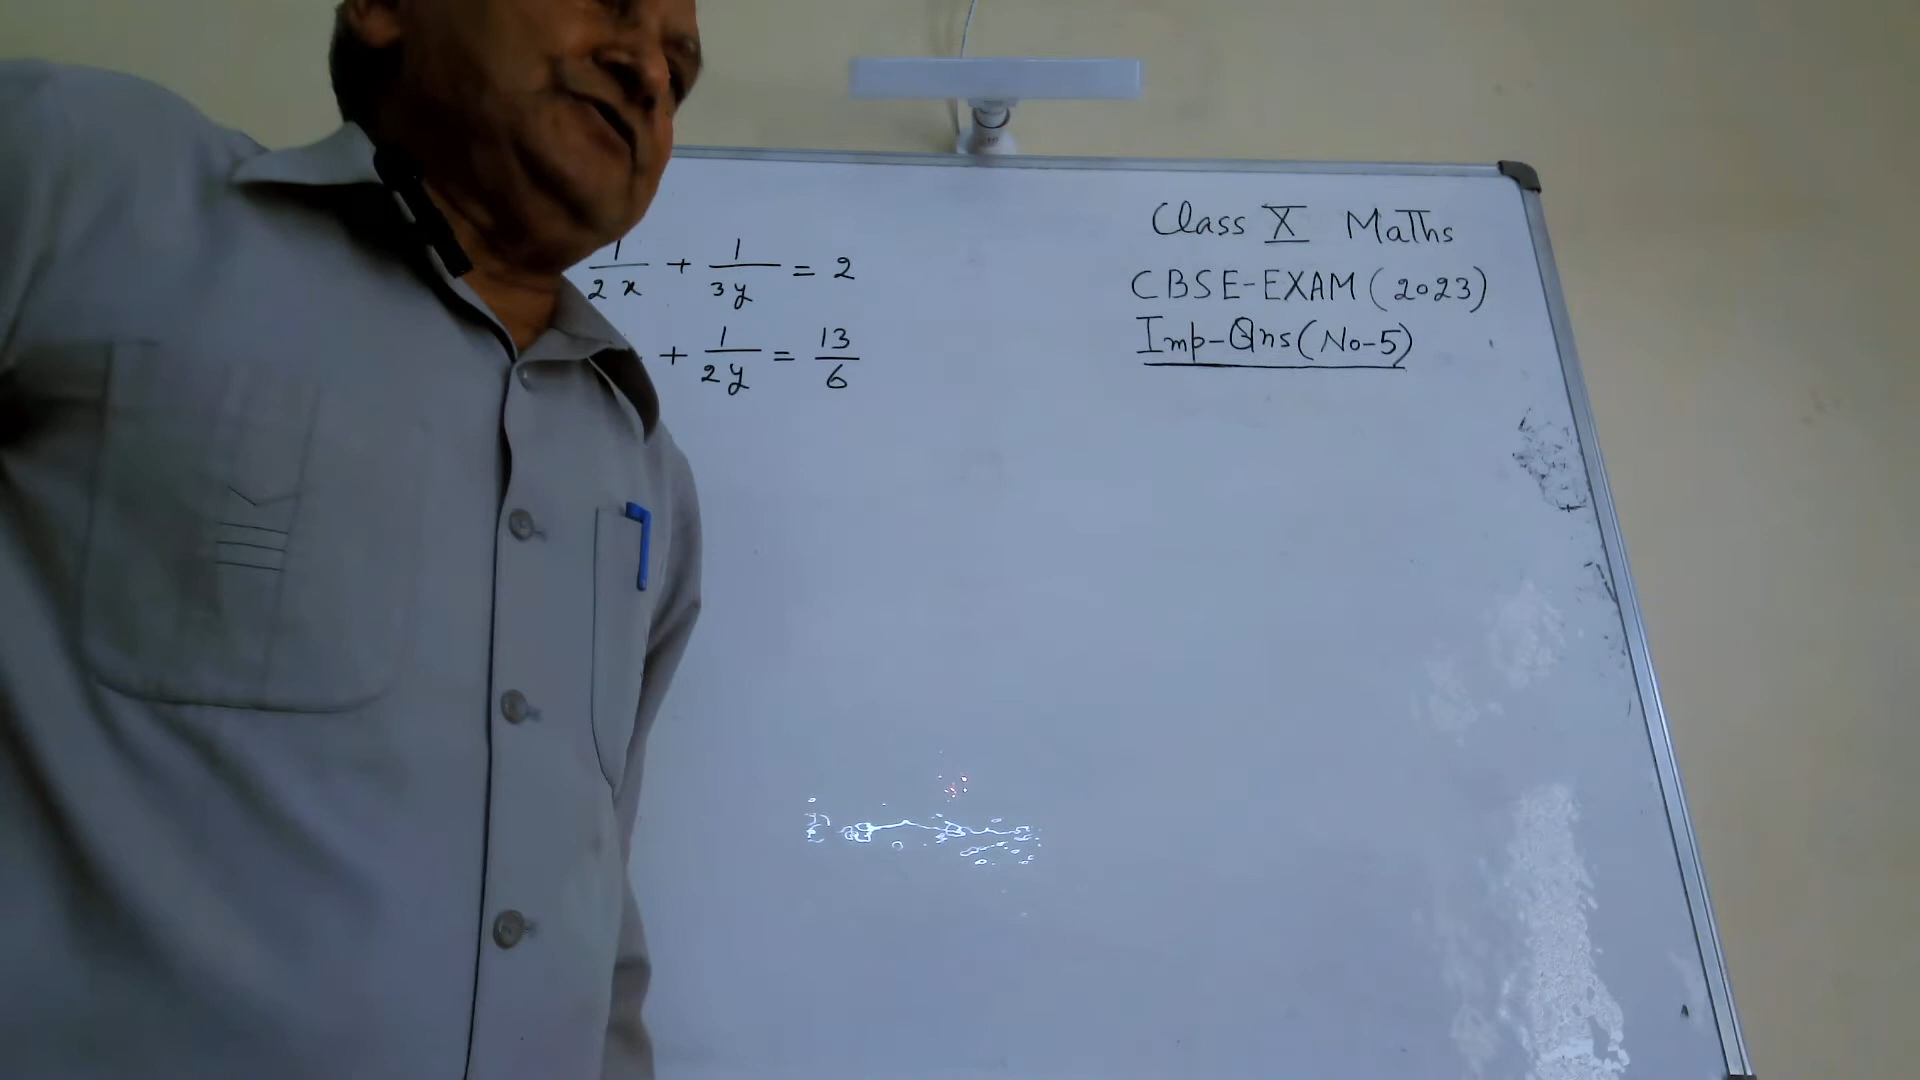 1/2x + 1/3y = 2
+ 1/2y = 13/6
Class X Maths
CBSE-EXAM (2023)
Imp-Qns (No-5)